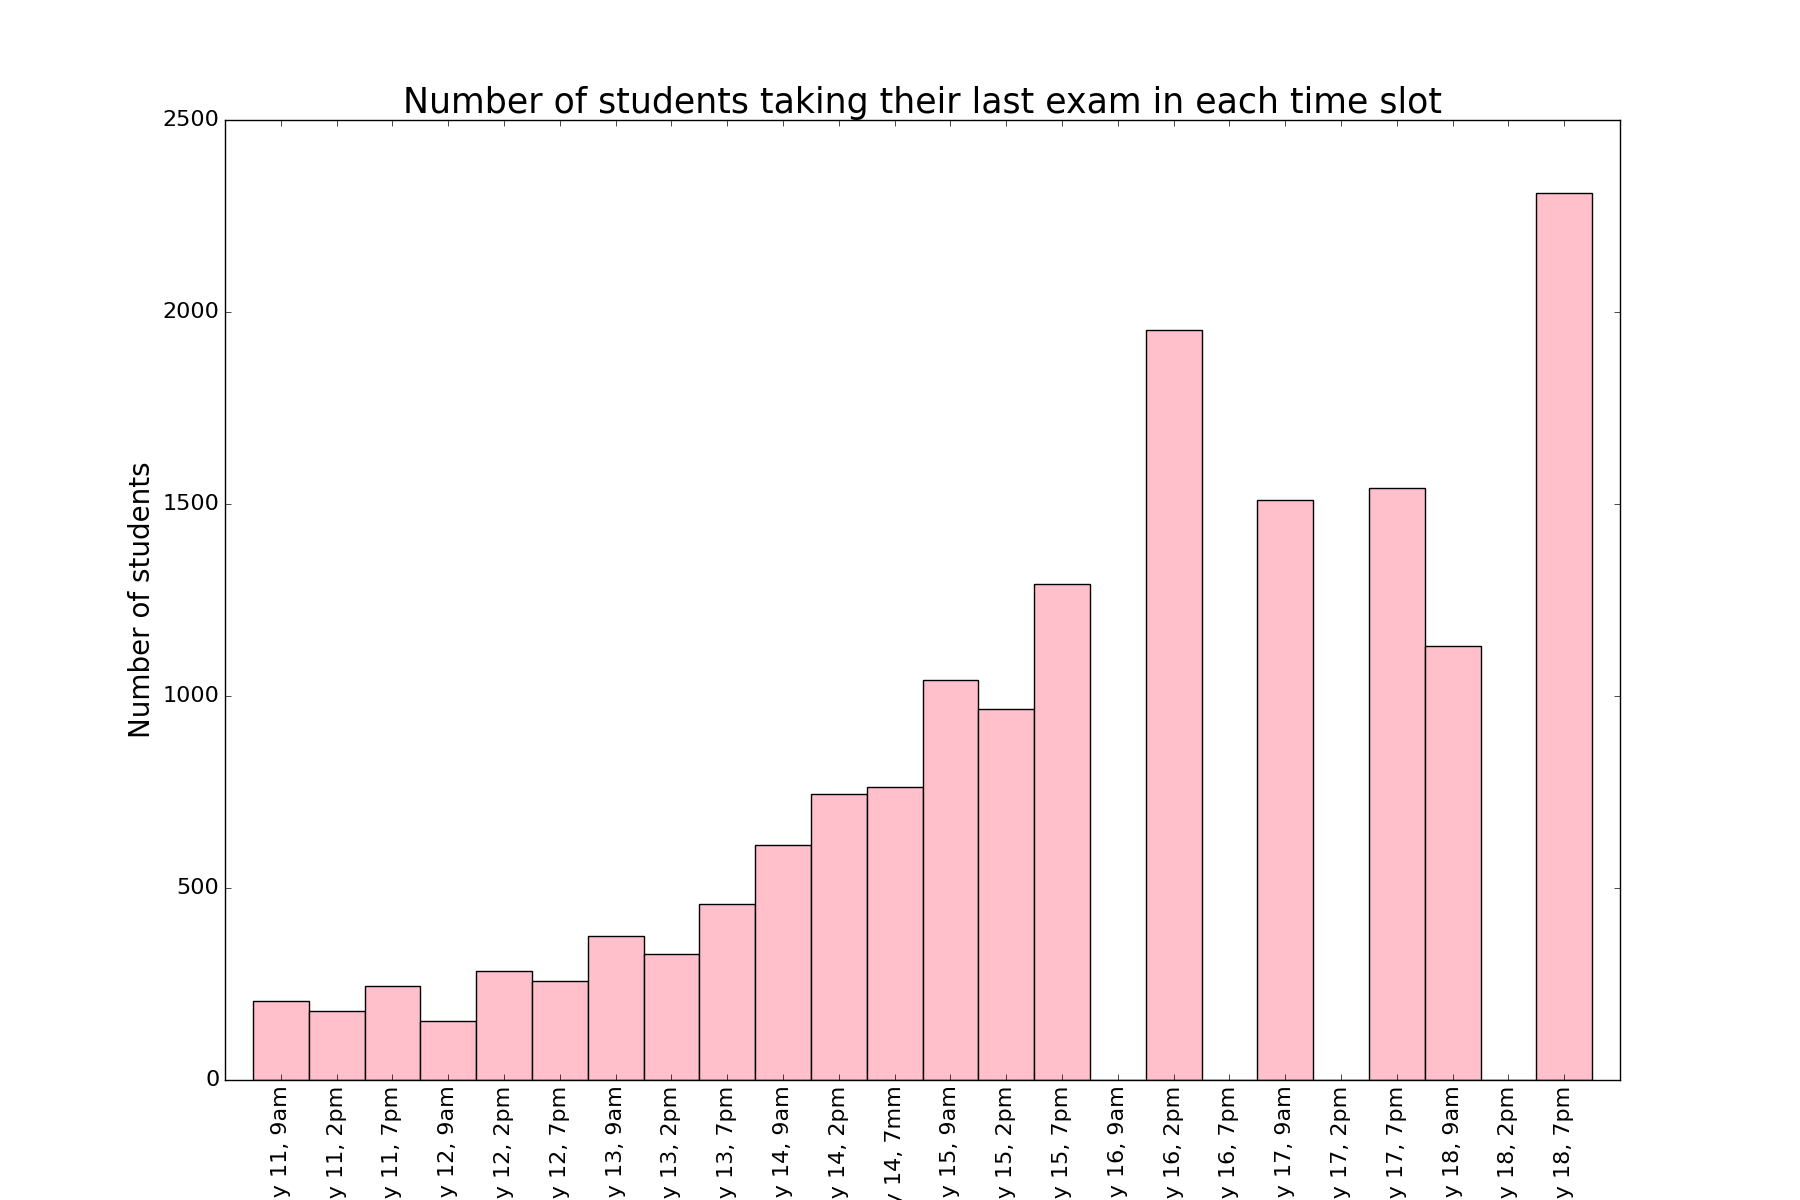 Number of students taking their last exam in each time slot
Number of students
2500
2000
1500
1000
500
0
y 11, 9am
y 11, 2pm
y 11, 7pm
y 12, 9am
y 12, 2pm
y 12, 7pm
y 13, 9am
y 13, 2pm
y 13, 7pm
y 14, 9am
y 14, 2pm
y 14, 7mm
y 15, 9am
y 15, 2pm
y 15, 7pm
y 16, 9am
y 16, 2pm
y 16, 7pm
y 17, 9am
y 17, 2pm
y 17, 7pm
y 18, 9am
y 18, 2pm
y 18, 7pm